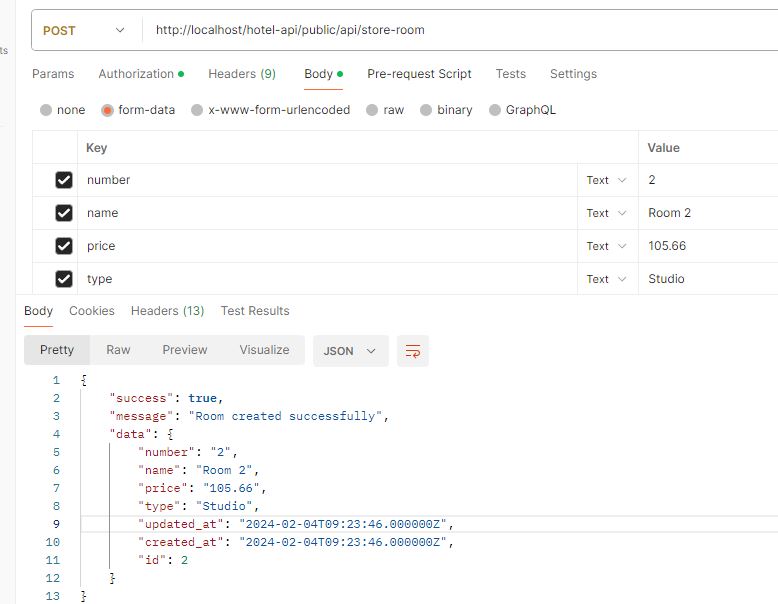 POST http://localhost/hotel-api/public/api/store-room
ts
Params Authorization Headers (9) Body Pre-request Script Tests Settings
none form-data x-www-form-urlencoded raw binary GraphQL
Key Value
number Text 2
name Text Room 2
price Text 105.66
type Text Studio
Body Cookies Headers (13) Test Results
Pretty Raw Preview Visualize JSON
1 {
2 "success": true,
3 "message": "Room created successfully",
4 "data": {
5 "number": "2",
6 "name": "Room 2",
7 "price": "105.66",
8 "type": "Studio",
9 "updated_at": "2024-02-04T09:23:46.000000Z",
10 "created_at": "2024-02-04T09:23:46.000000Z",
11 "id": 2
12 }
13 }